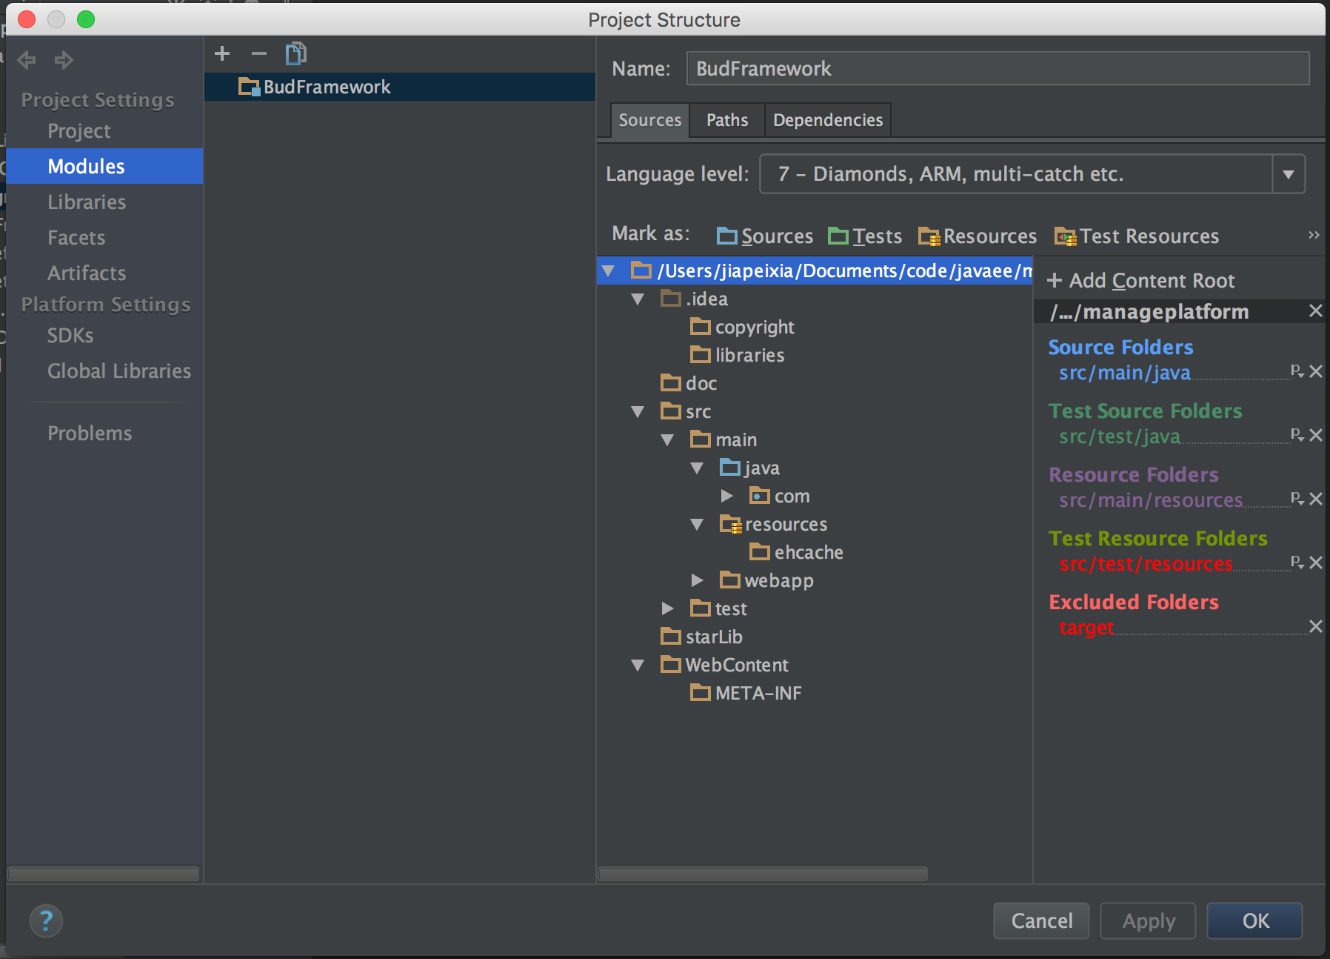 Project Structure
Project Settings
Project
Modules
Libraries
Facets
Artifacts
Platform Settings
SDKs
Global Libraries
Problems
BudFramework
Name: BudFramework
Sources Paths Dependencies
Language level: 7 – Diamonds, ARM, multi-catch etc.
Mark as: Sources Tests Resources Test Resources »
/Users/jiapeixia/Documents/code/javaee/m
.idea
copyright
libraries
doc
src
main
java
com
resources
ehcache
webapp
test
starLib
WebContent
META-INF
+ Add Content Root
/.../manageplatform
Source Folders
src/main/java
Test Source Folders
src/test/java
Resource Folders
src/main/resources
Test Resource Folders
src/test/resources
Excluded Folders
target
?
Cancel Apply OK